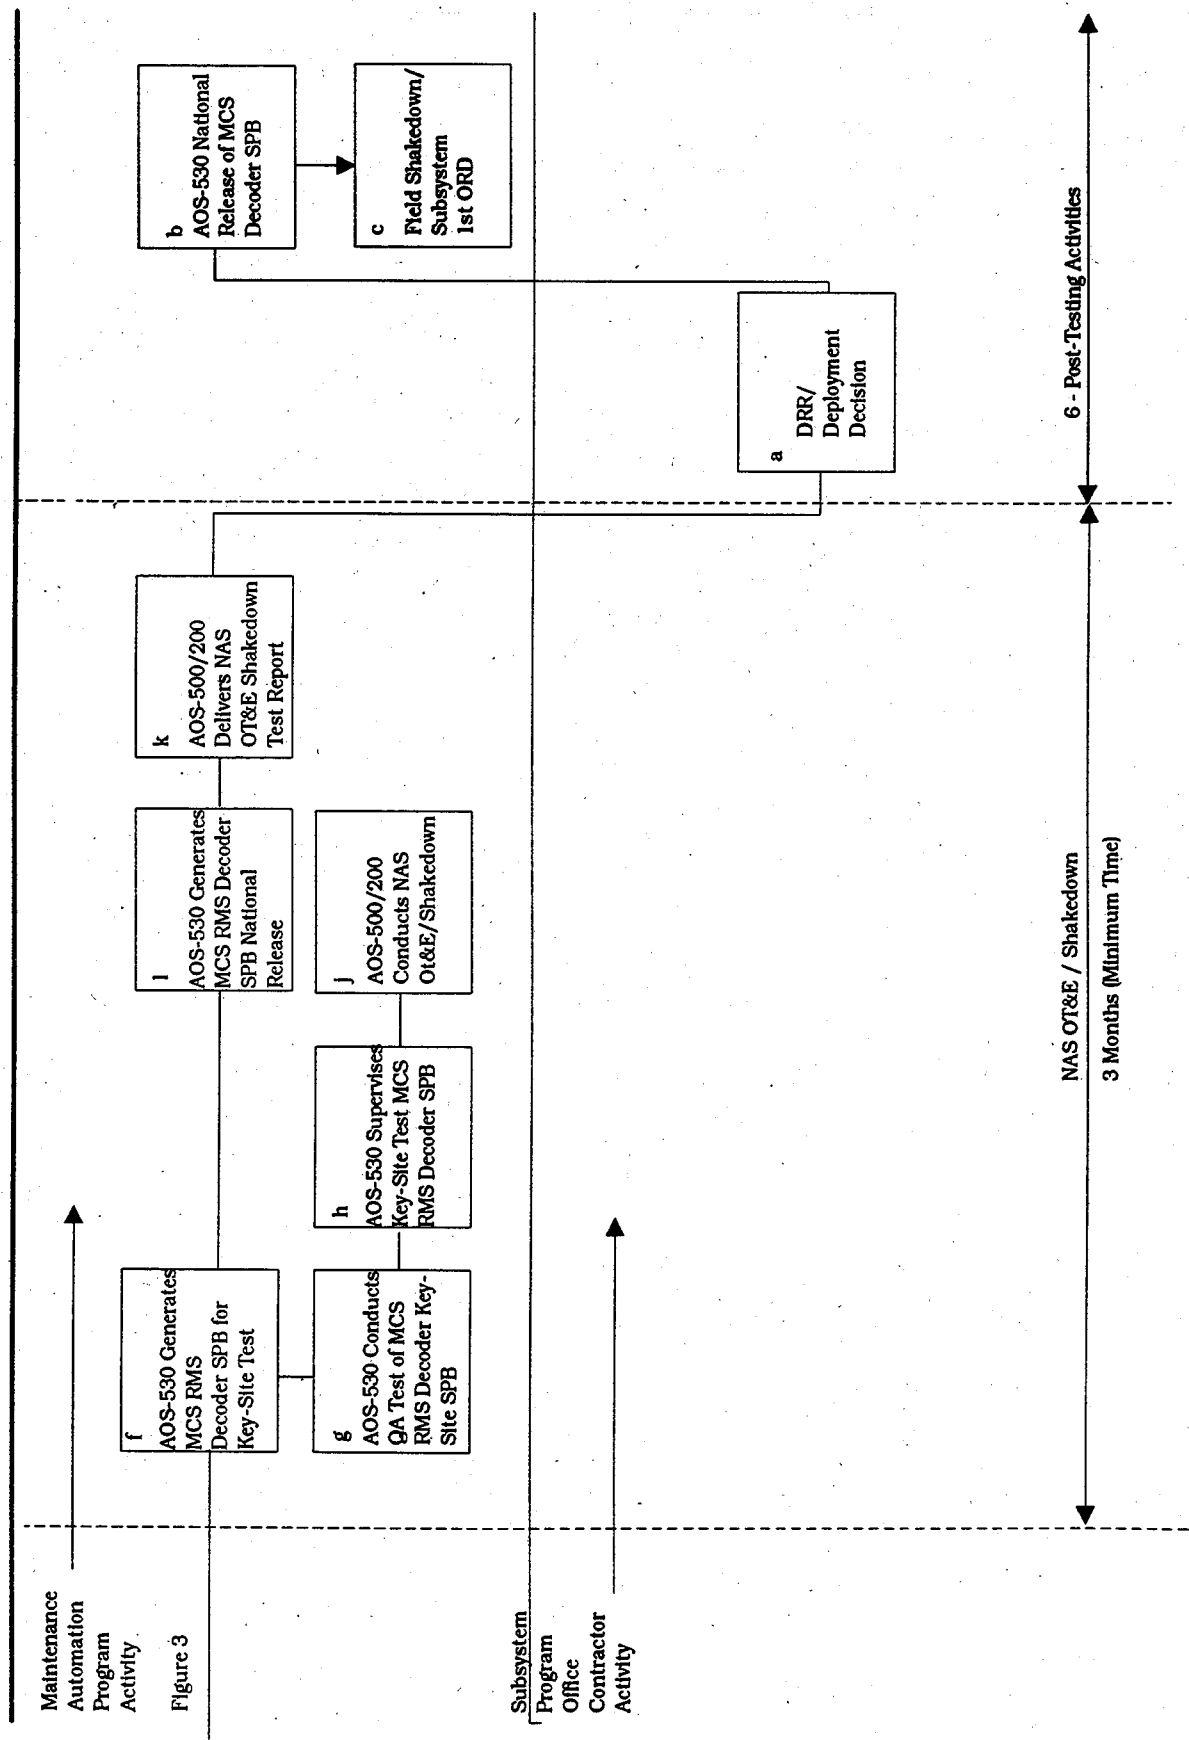 Maintenance
Automation
Program
Activity
Figure 3
f
AOS-530 Generates
MCS RMS
Decoder SPB for
Key-Site Test
g
AOS-530 Conducts
QA Test of MCS
RMS Decoder Key-
Site SPB
h
AOS-530 Supervises
Key-Site Test MCS
RMS Decoder SPB
l
AOS-530 Generates
MCS RMS Decoder
SPB National
Release
j
AOS-500/200
Conducts NAS
Ot&E/Shakedown
k
AOS-500/200
Delivers NAS
OT&E Shakedown
Test Report
b
AOS-530 National
Release of MCS
Decoder SPB
c
Field Shakedown/
Subsystem
1st ORD
Subsystem
Program
Office
Contractor
Activity
a
DRR/
Deployment
Decision
NAS OT&E / Shakedown
3 Months (Minimum Time)
6 - Post-Testing Activities